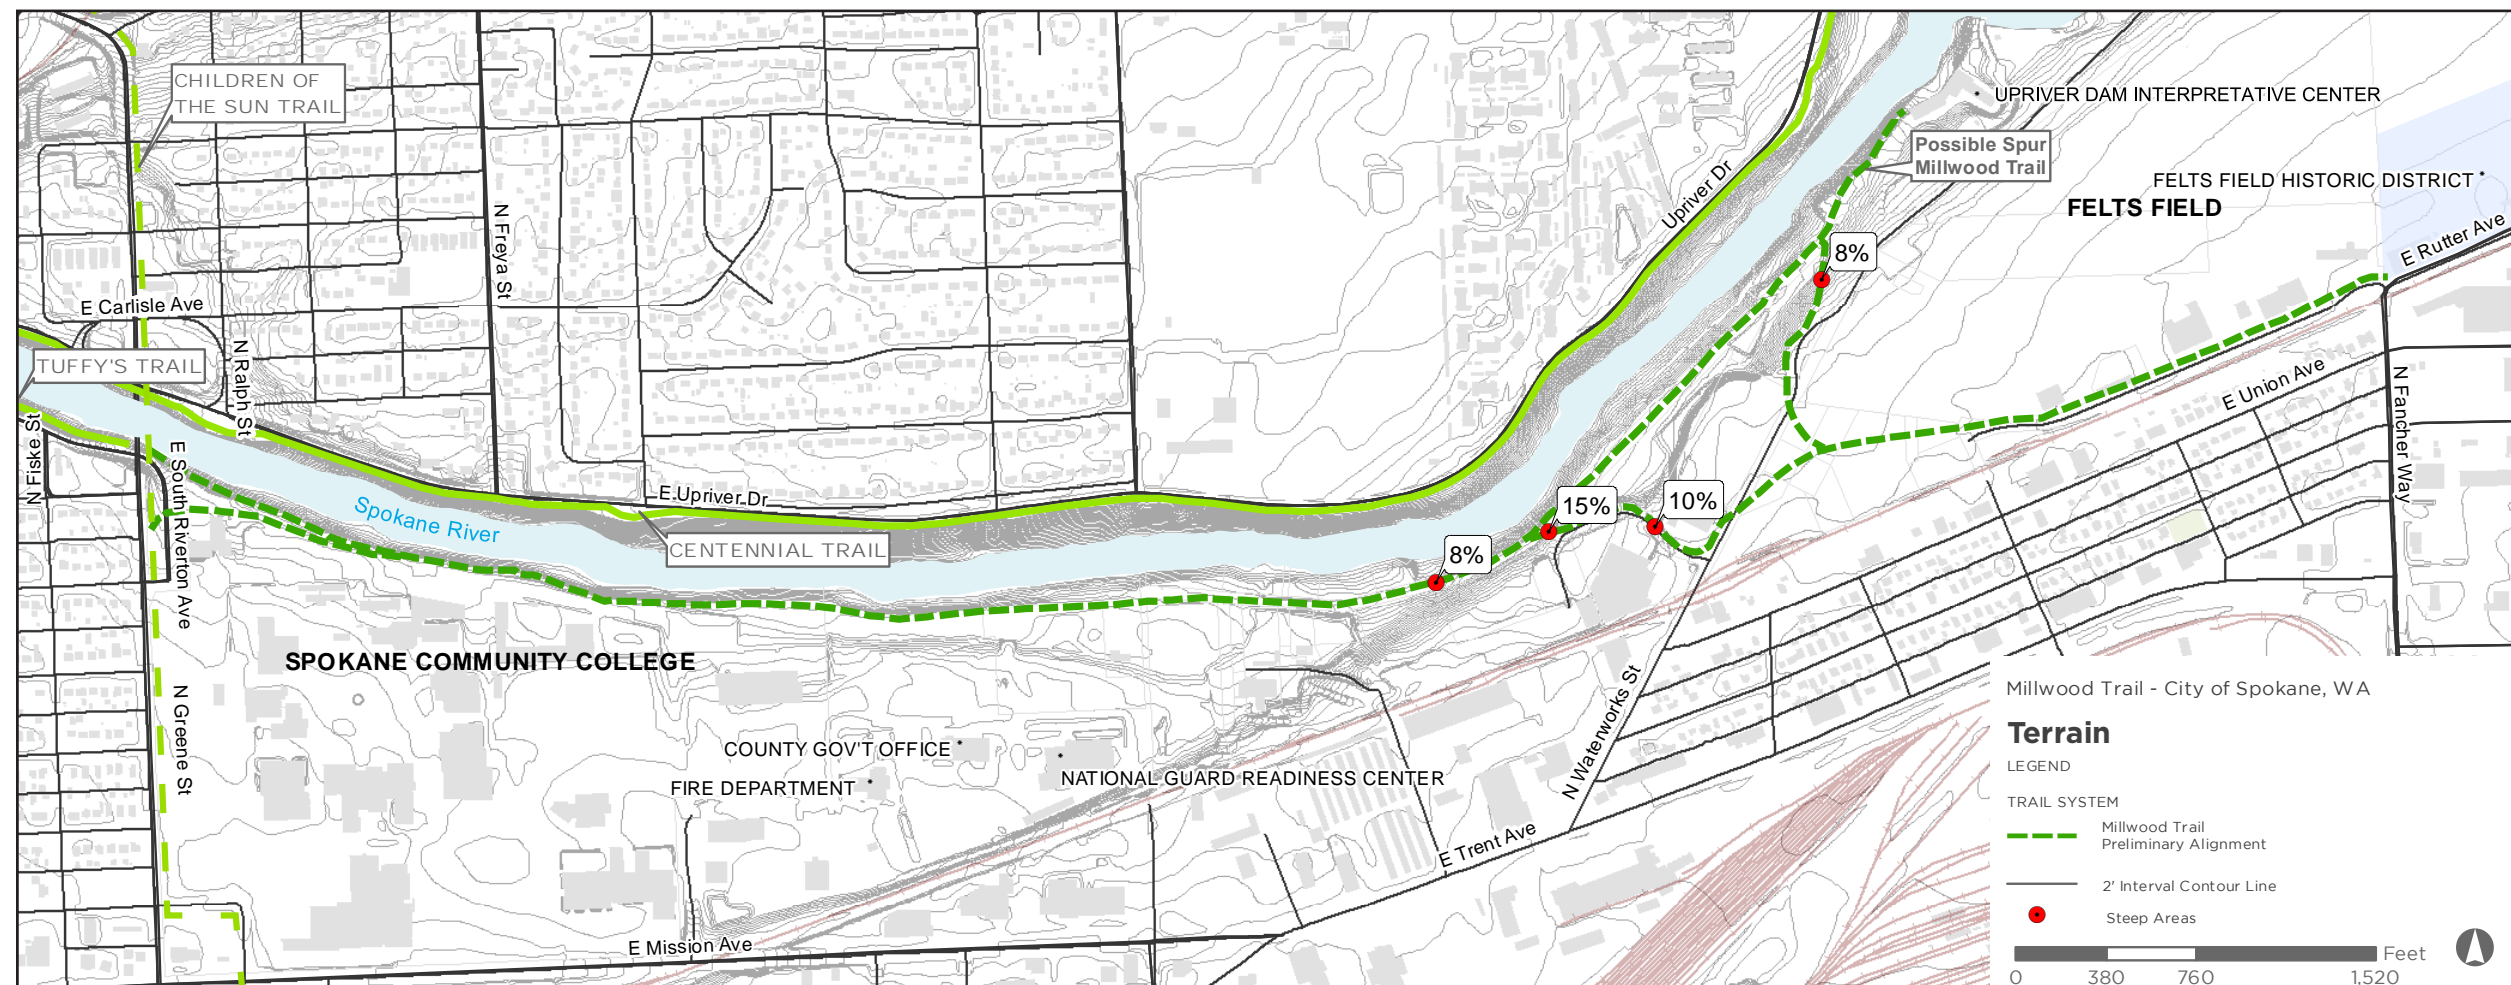 CHILDREN OF
THE SUN TRAIL
UPRIVER DAM INTERPRETATIVE CENTER
Possible Spur
Millwood Trail
FELTS FIELD HISTORIC DISTRICT
FELTS FIELD
E Rutter Ave
Upriver Dr
N Freya St
8%
E Carlisle Ave
N Ralph St
TUFFY'S TRAIL
E Union Ave
N Fancher Way
N Fiske St
E South Riverton Ave
Spokane River
E Upriver Dr
CENTENNIAL TRAIL
15%
10%
8%
SPOKANE COMMUNITY COLLEGE
N Greene St
COUNTY GOV'T OFFICE
FIRE DEPARTMENT
NATIONAL GUARD READINESS CENTER
N Waterworks St
E Trent Ave
E Mission Ave
Millwood Trail - City of Spokane, WA
Terrain
LEGEND
TRAIL SYSTEM
Millwood Trail
Preliminary Alignment
2' Interval Contour Line
Steep Areas
Feet
0 380 760 1,520